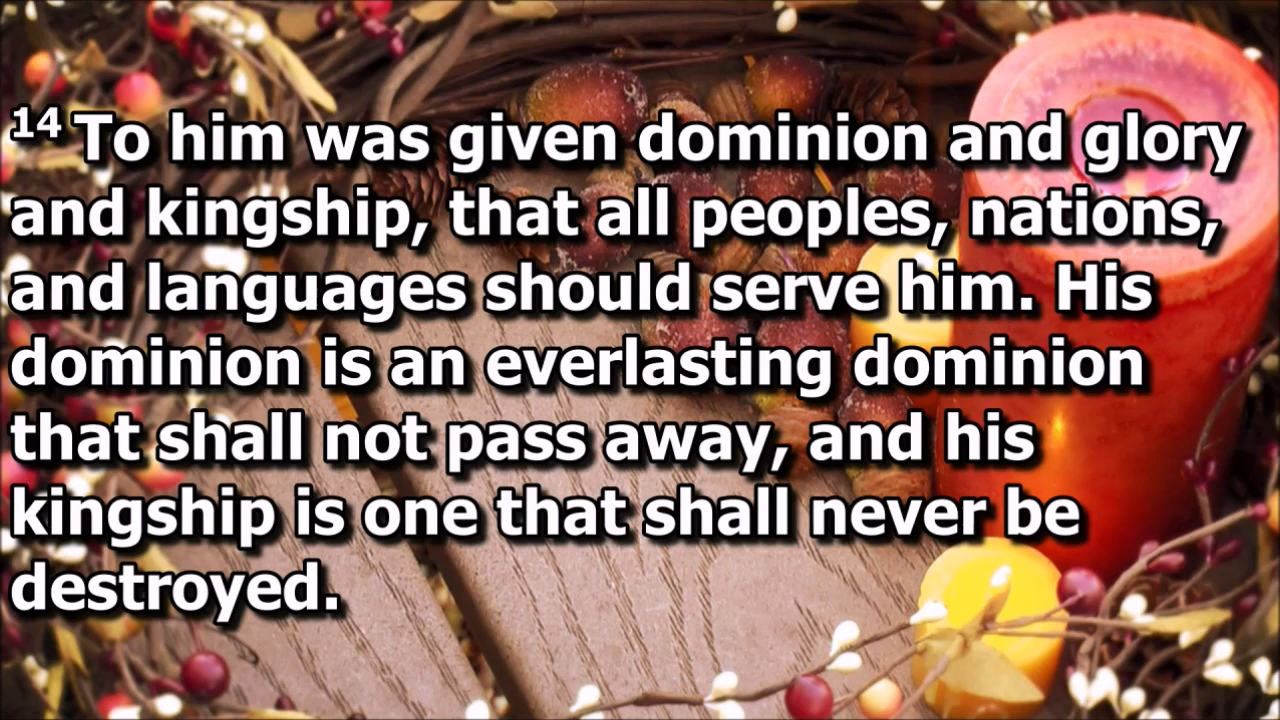 14 To him was given dominion and glory
and kingship, that all peoples, nations,
and languages should serve him. His
dominion is an everlasting dominion
that shall not pass away, and his
kingship is one that shall never be
destroyed.